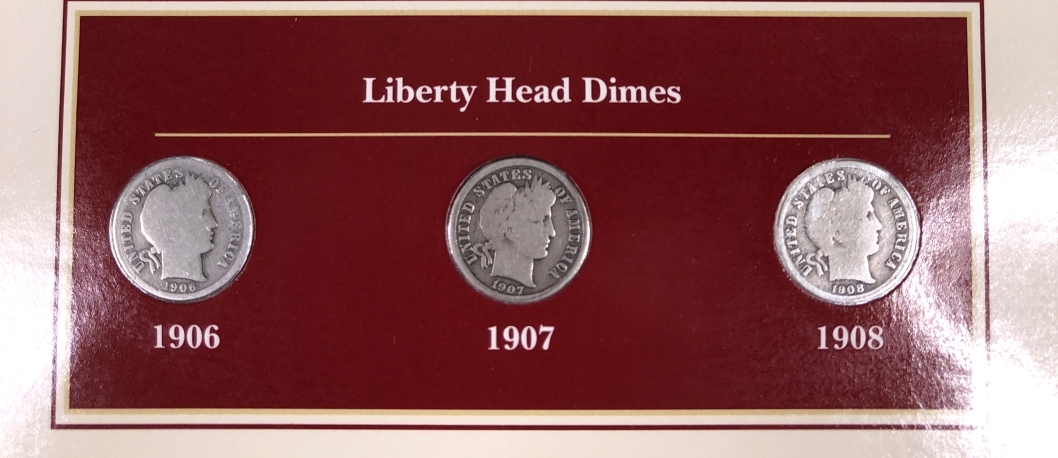 Liberty Head Dimes
UNITED STATES OF AMERICA
1906
UNITED STATES OF AMERICA
1907
UNITED STATES OF AMERICA
1908
1906
1907
1908